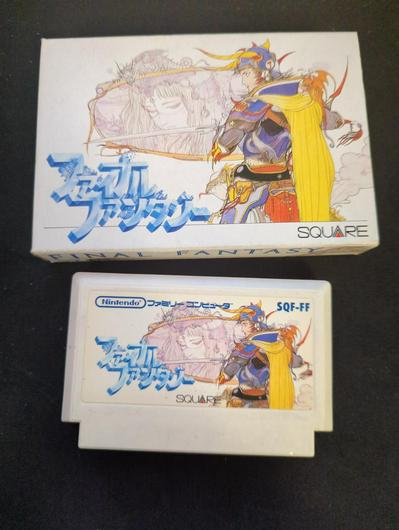 ファイナル
ファンタジー
SQUARE
FINAL FANTASY
Nintendo ファミリーコンピュータ SQF-FF
ファイナル
ファンタジー
SQUARE